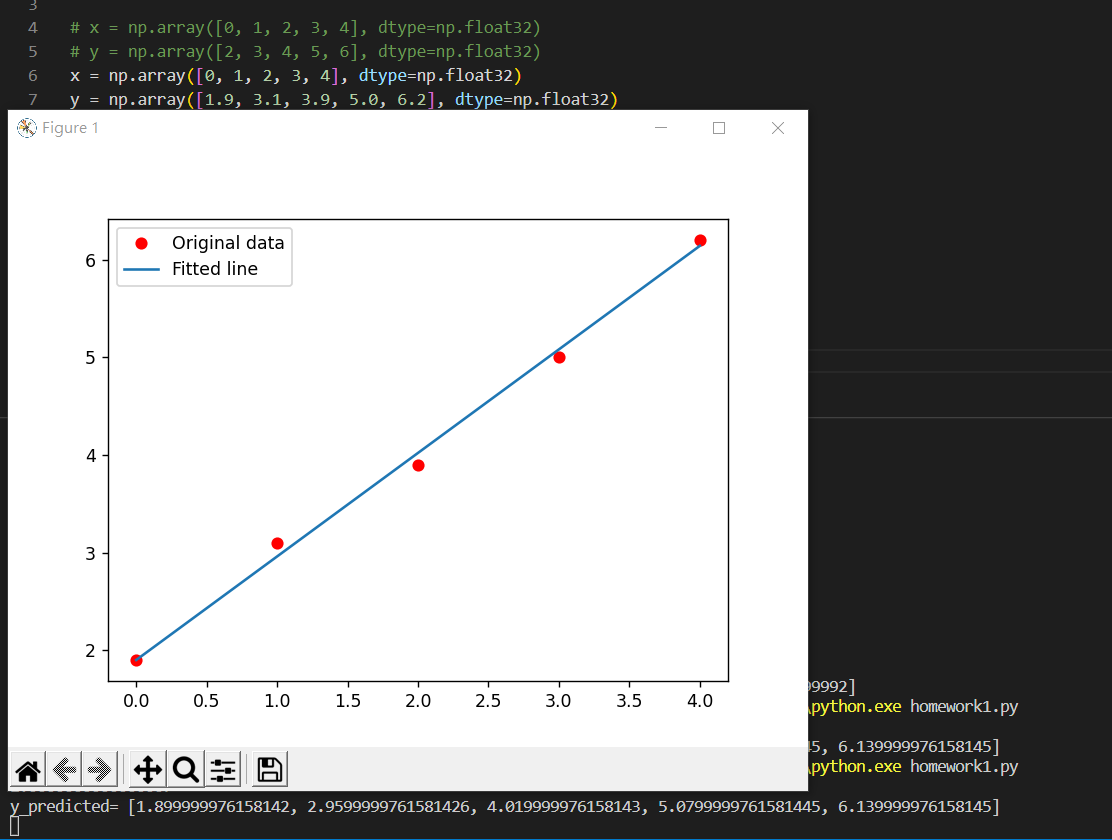 3
4 # x = np.array([0, 1, 2, 3, 4], dtype=np.float32)
5 # y = np.array([2, 3, 4, 5, 6], dtype=np.float32)
6 x = np.array([0, 1, 2, 3, 4], dtype=np.float32)
7 y = np.array([1.9, 3.1, 3.9, 5.0, 6.2], dtype=np.float32)
Figure 1
Original data
Fitted line
6
5
4
3
2
0.0 0.5 1.0 1.5 2.0 2.5 3.0 3.5 4.0
99992]
\python.exe homework1.py
45, 6.139999976158145]
\python.exe homework1.py
y_predicted= [1.899999976158142, 2.9599999761581426, 4.019999976158143, 5.0799999761581445, 6.139999976158145]